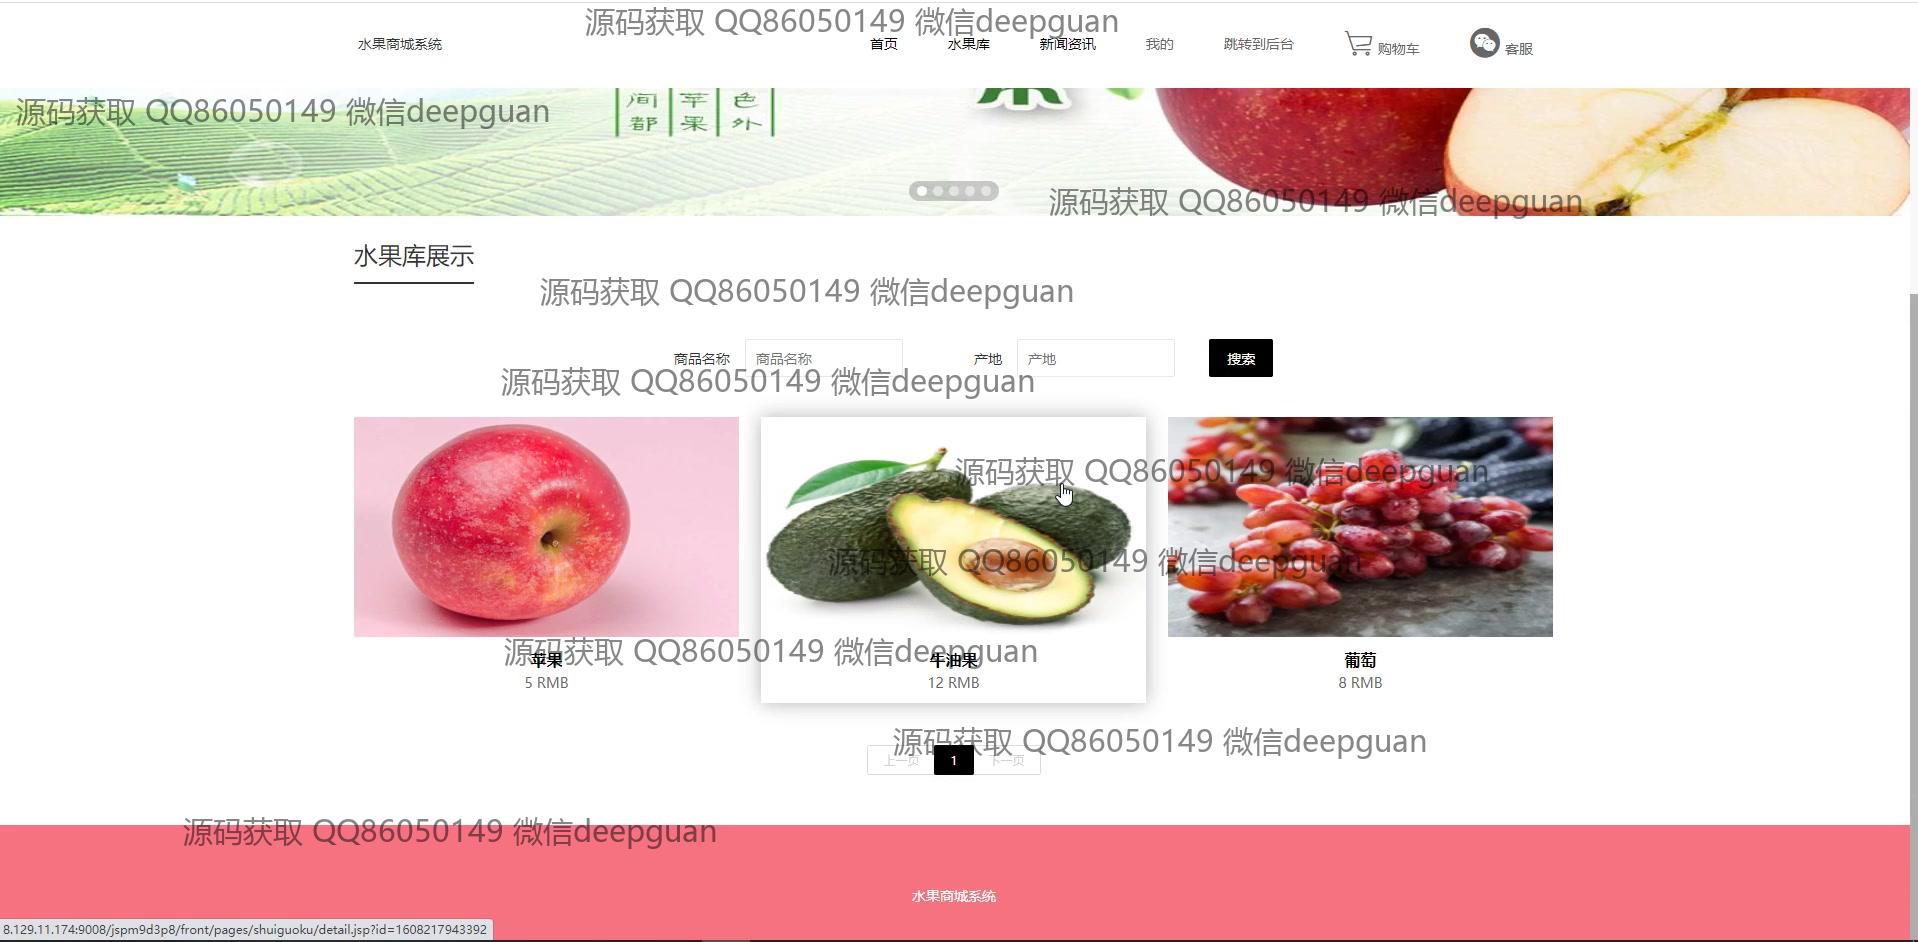 源码获取 QQ86050149 微信deepguan
水果商城系统 首页 水果库 新闻资讯 我的 跳转到后台 购物车 客服
源码获取 QQ86050149 微信deepguan
间 苹 色
都 果 外
源码获取 QQ86050149 微信deepguan
水果库展示
源码获取 QQ86050149 微信deepguan
商品名称 商品名称 产地 产地 搜索
源码获取 QQ86050149 微信deepguan
源码获取 QQ86050149 微信deepguan
源码获取 QQ86050149 微信deepguan
源码获取 QQ86050149 微信deepguan
苹果 牛油果 葡萄
5 RMB 12 RMB 8 RMB
源码获取 QQ86050149 微信deepguan
上一页 1 下一页
源码获取 QQ86050149 微信deepguan
水果商城系统
8.129.11.174:9008/jspm9d3p8/front/pages/shuiguoku/detail.jsp?id=1608217943392